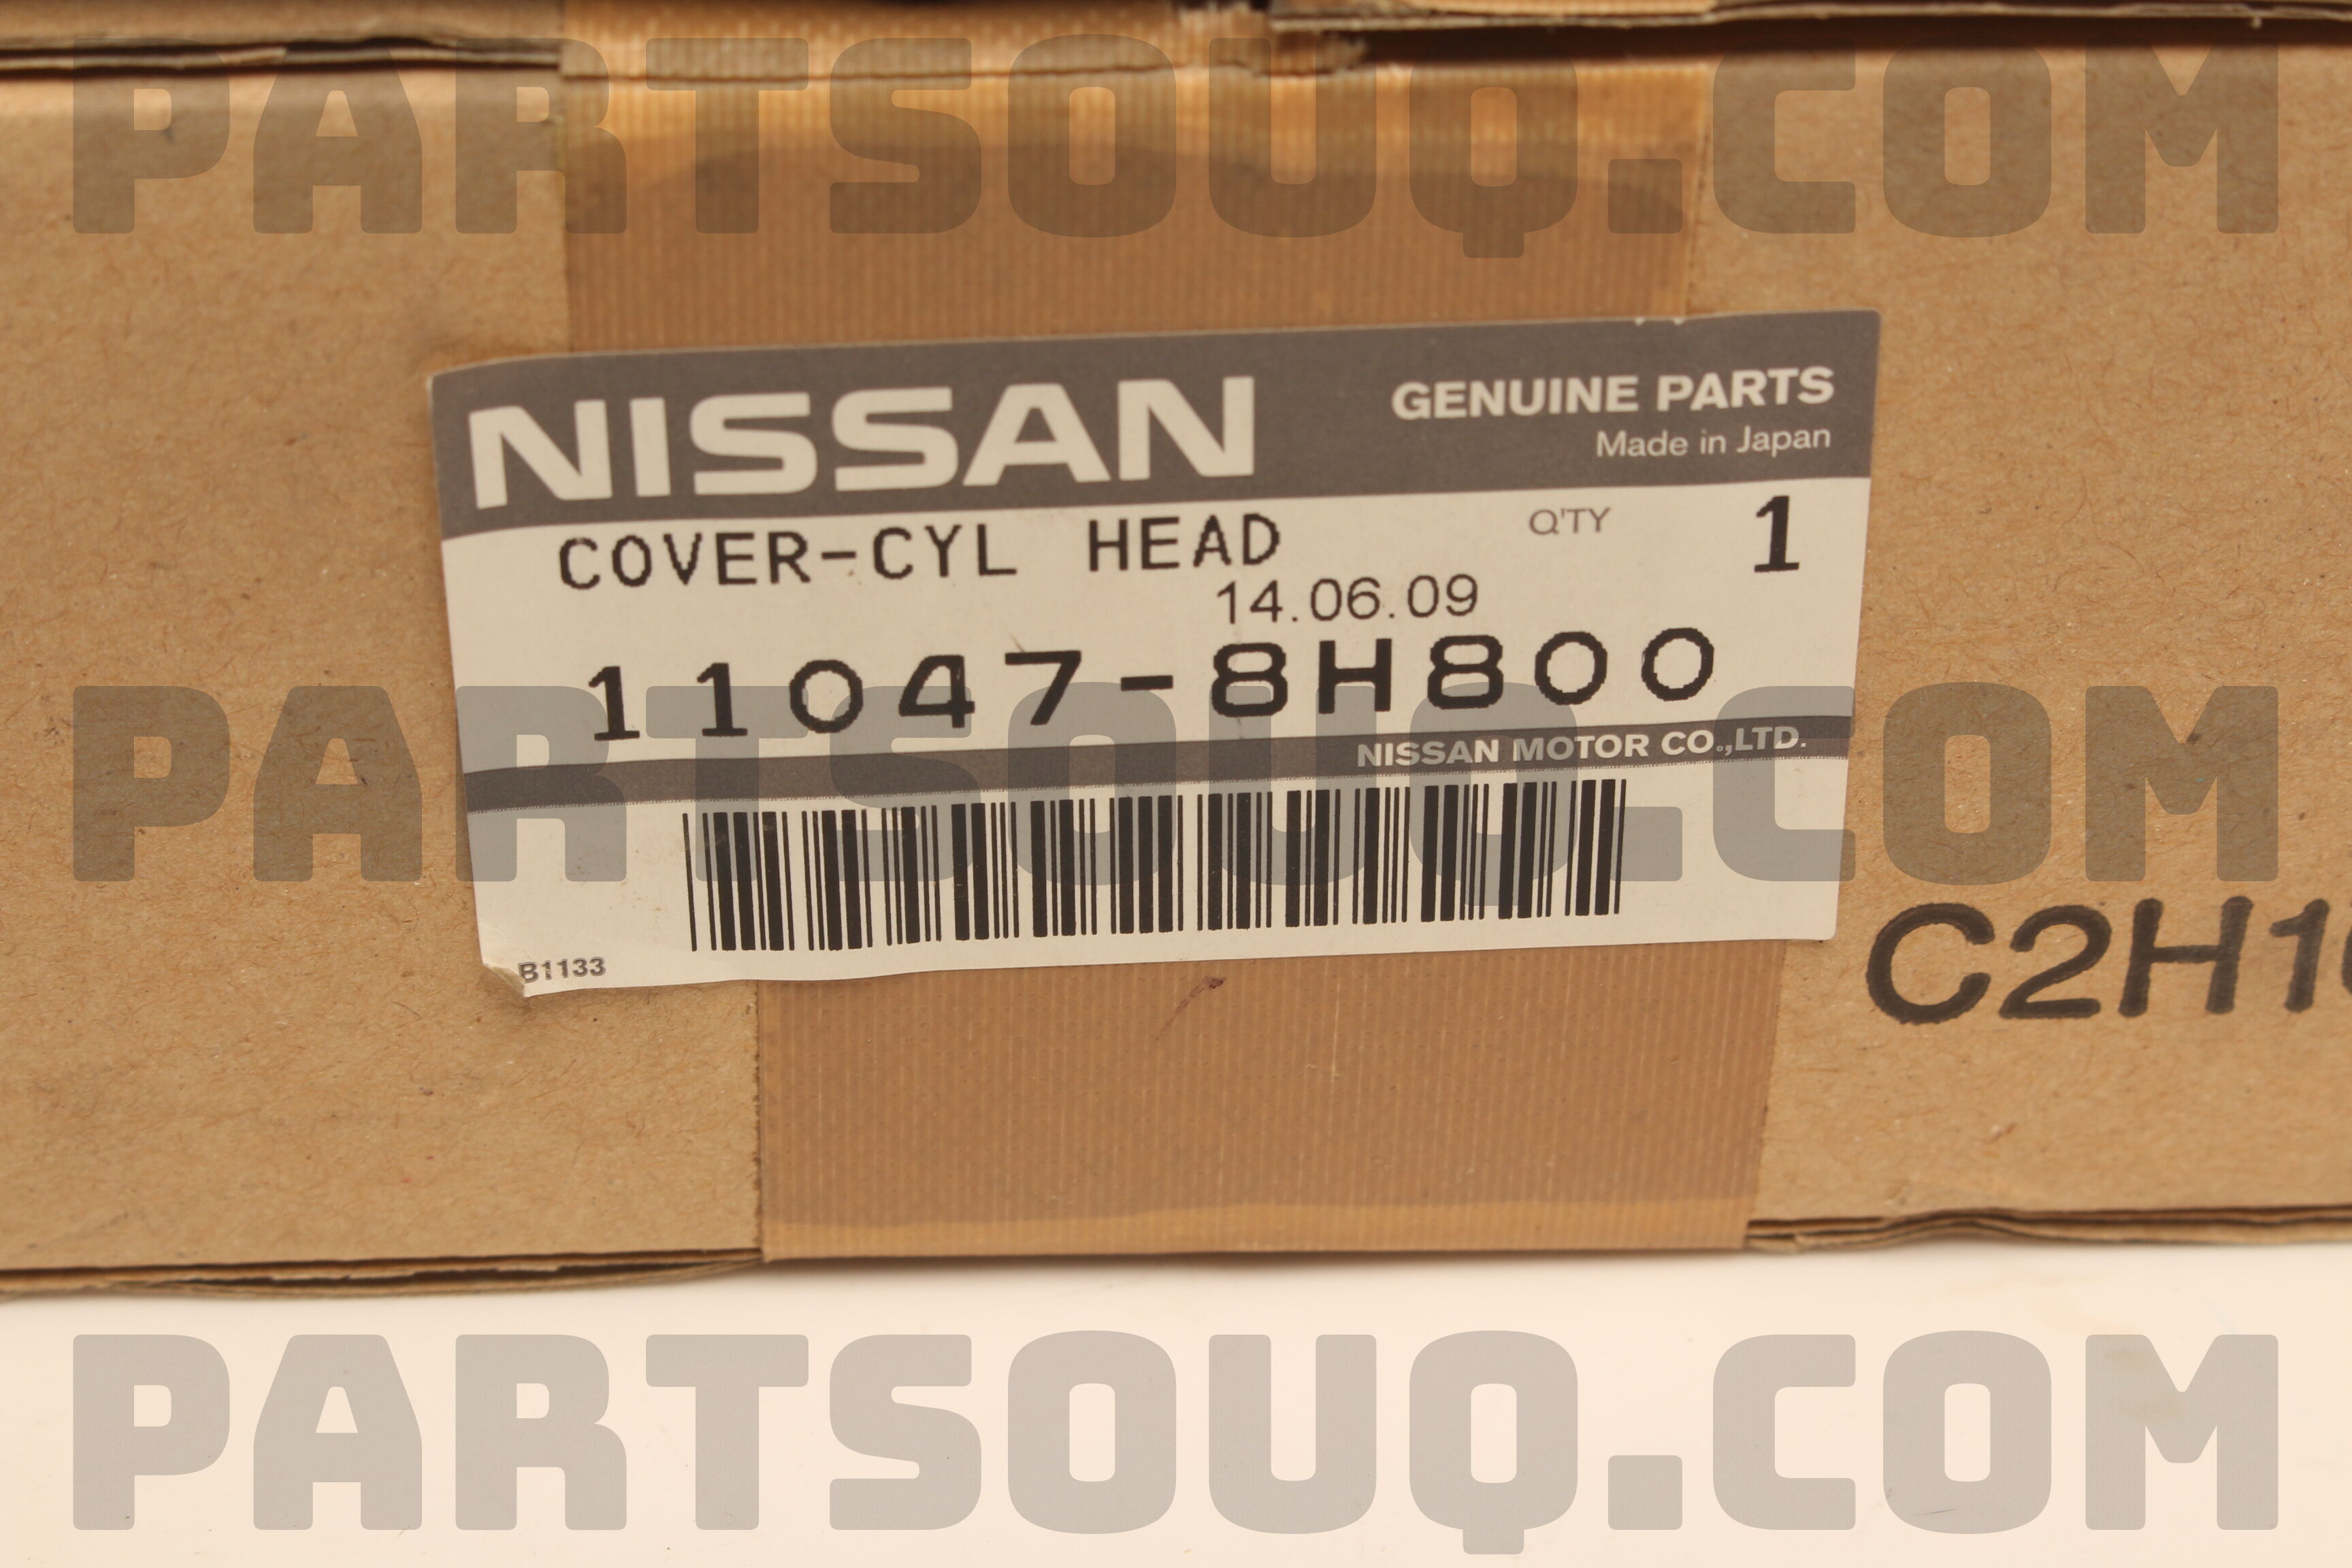 PARTSOUQ.COM
NISSAN
GENUINE PARTS
Made in Japan
COVER-CYL HEAD
Q'TY 1
14.06.09
11047-8H800
NISSAN MOTOR CO.,LTD.
PARTSOUQ.COM
B1133
C2H1
PARTSOUQ.COM